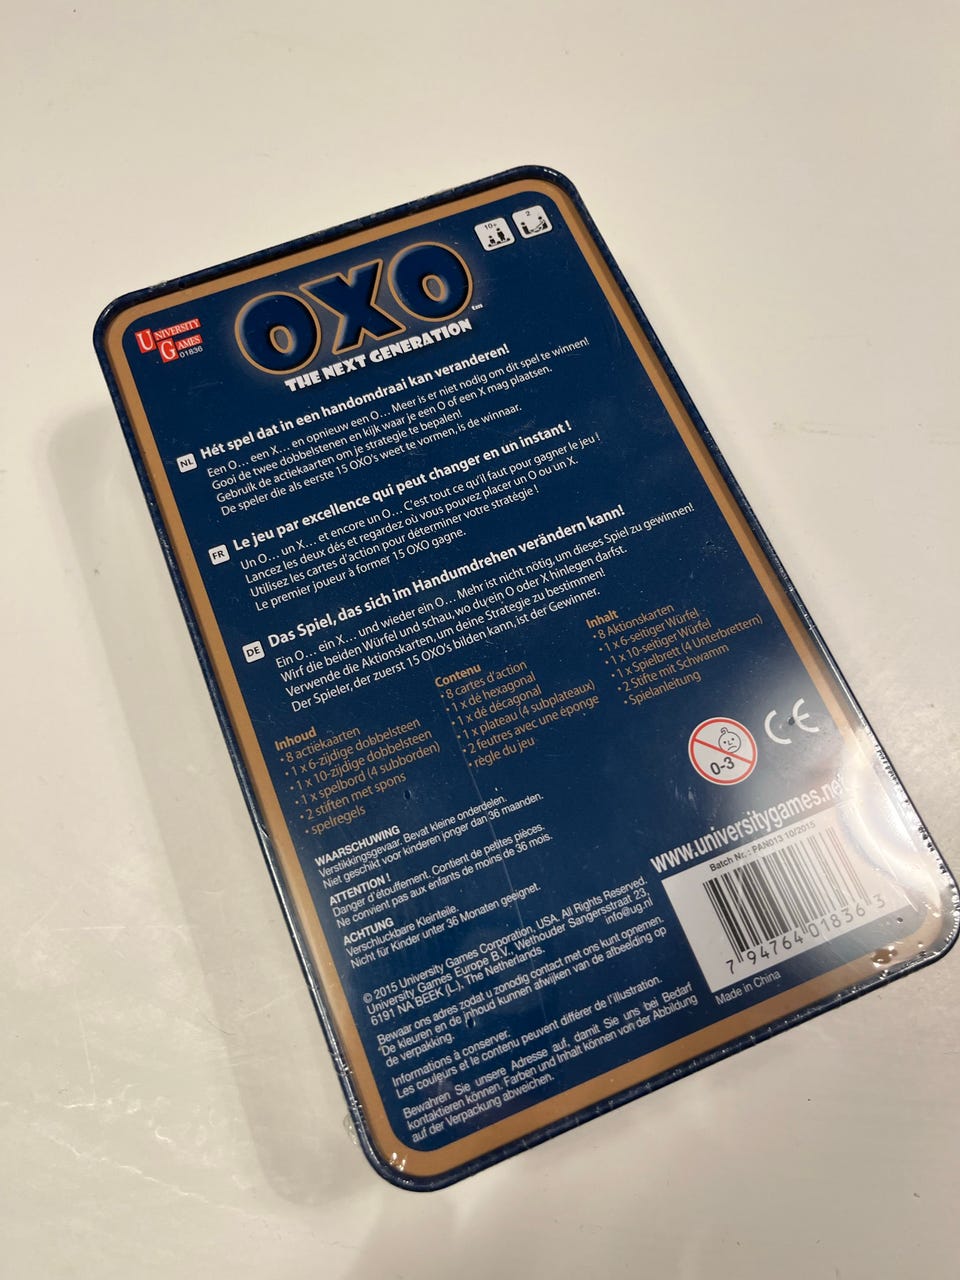 10+
2
UNIVERSITY
GAMES
01836
OXO
THE NEXT GENERATION
NL
Hét spel dat in een handomdraai kan veranderen!
Een O… een X… en opnieuw een O… Meer is er niet nodig om dit spel te winnen!
Gooi de twee dobbelstenen en kijk waar je een O of een X mag plaatsen.
Gebruik de actiekaarten om je strategie te bepalen!
De speler die als eerste 15 OXO's weet te vormen, is de winnaar.
FR
Le jeu par excellence qui peut changer en un instant !
Un O… un X… et encore un O… C'est tout ce qu'il faut pour gagner le jeu !
Lancez les deux dés et regardez où vous pouvez placer un O ou un X.
Utilisez les cartes d'action pour déterminer votre stratégie !
Le premier joueur à former 15 OXO gagne.
DE
Das Spiel, das sich im Handumdrehen verändern kann!
Ein O… ein X… und wieder ein O… Mehr ist nicht nötig, um dieses Spiel zu gewinnen!
Wirf die beiden Würfel und schau, wo du ein O oder X hinlegen darfst.
Verwende die Aktionskarten, um deine Strategie zu bestimmen!
Der Spieler, der zuerst 15 OXO's bilden kann, ist der Gewinner.
Inhoud
• 8 actiekaarten
• 1 x 6-zijdige dobbelsteen
• 1 x 10-zijdige dobbelsteen
• 1 x spelbord (4 subborden)
• 2 stiften met spons
• spelregels
Contenu
• 8 cartes d'action
• 1 x dé hexagonal
• 1 x dé décagonal
• 1 x plateau (4 subplateaux)
• 2 feutres avec une éponge
• règle du jeu
Inhalt
• 8 Aktionskarten
• 1 x 6-seitiger Würfel
• 1 x 10-seitiger Würfel
• 1 x Spielbrett (4 Unterbrettern)
• 2 Stifte mit Schwamm
• Spielanleitung
0-3
CE
WAARSCHUWING
Verstikkingsgevaar. Bevat kleine onderdelen.
Niet geschikt voor kinderen jonger dan 36 maanden.
ATTENTION !
Danger d'étouffement. Contient de petites pièces.
Ne convient pas aux enfants de moins de 36 mois.
ACHTUNG
Verschluckbare Kleinteile.
Nicht für Kinder unter 36 Monaten geeignet.
© 2015 University Games Corporation, USA. All Rights Reserved.
University Games Europe B.V., Wethouder Sangersstraat 23,
6191 NA BEEK (L.), The Netherlands. info@ug.nl
Bewaar ons adres zodat u zonodig contact met ons kunt opnemen.
De kleuren en de inhoud kunnen afwijken van de afbeelding op
de verpakking.
Informations à conserver.
Les couleurs et le contenu peuvent différer de l'illustration.
Bewahren Sie unsere Adresse auf, damit Sie uns bei Bedarf
kontaktieren können. Farben und Inhalt können von der Abbildung
auf der Verpackung abweichen.
www.universitygames.net
Batch Nr.: PAN013 10/2015
7 94764 01836 3
Made in China